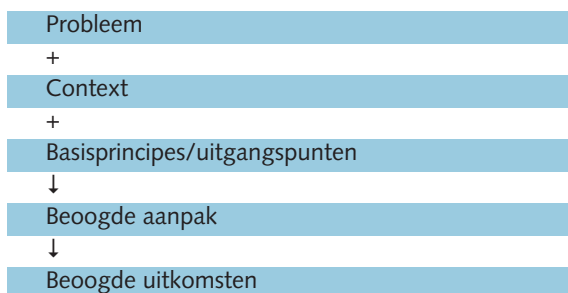 Probleem
+
Context
+
Basisprincipes/uitgangspunten
↓
Beoogde aanpak
↓
Beoogde uitkomsten